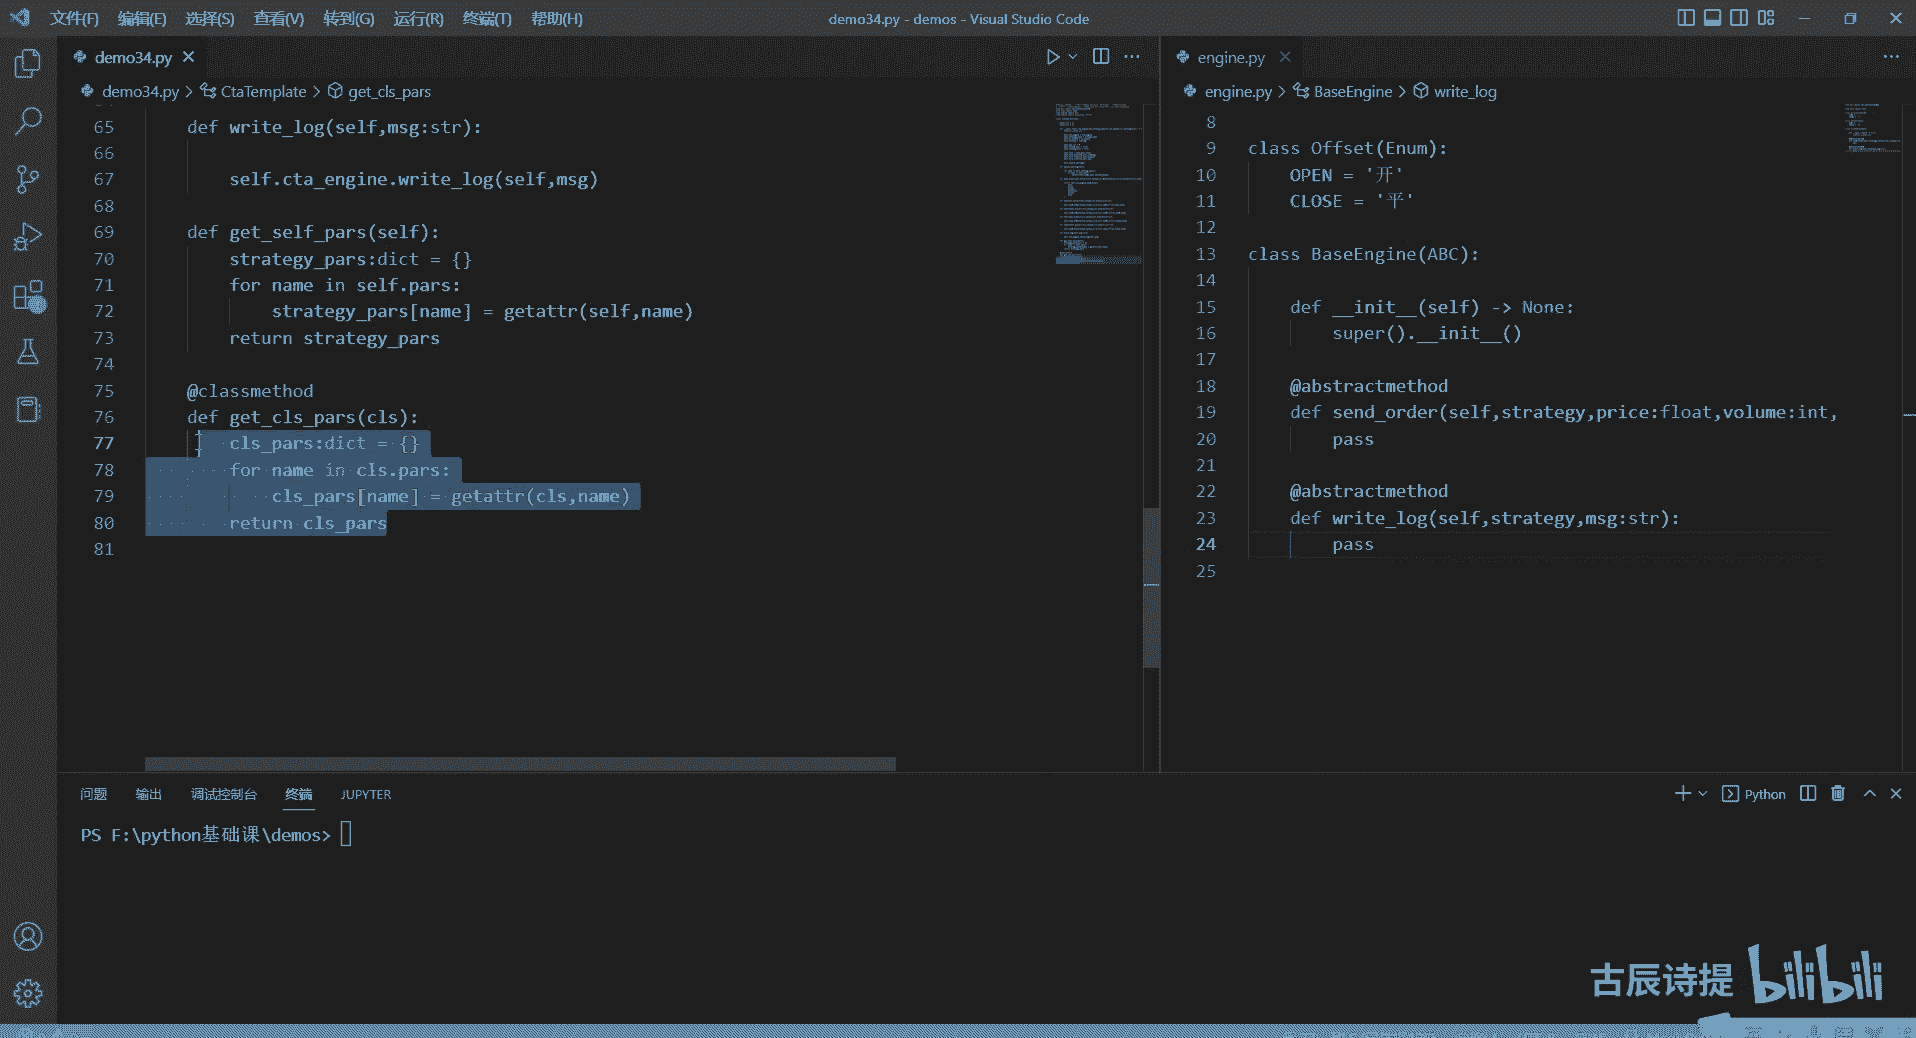 文件(F) 编辑(E) 选择(S) 查看(V) 转到(G) 运行(R) 终端(T) 帮助(H) demo34.py - demos - Visual Studio Code
demo34.py
demo34.py > CtaTemplate > get_cls_pars
65 def write_log(self,msg:str):
66
67 self.cta_engine.write_log(self,msg)
68
69 def get_self_pars(self):
70 strategy_pars:dict = {}
71 for name in self.pars:
72 strategy_pars[name] = getattr(self,name)
73 return strategy_pars
74
75 @classmethod
76 def get_cls_pars(cls):
77 cls_pars:dict = {}
78 for name in cls.pars:
79 cls_pars[name] = getattr(cls,name)
80 return cls_pars
81
engine.py
engine.py > BaseEngine > write_log
8
9 class Offset(Enum):
10 OPEN = '开'
11 CLOSE = '平'
12
13 class BaseEngine(ABC):
14
15 def __init__(self) -> None:
16 super().__init__()
17
18 @abstractmethod
19 def send_order(self,strategy,price:float,volume:int,
20 pass
21
22 @abstractmethod
23 def write_log(self,strategy,msg:str):
24 pass
25
问题 输出 调试控制台 终端 JUPYTER
Python
PS F:\python基础课\demos>
古辰诗提 bilibili